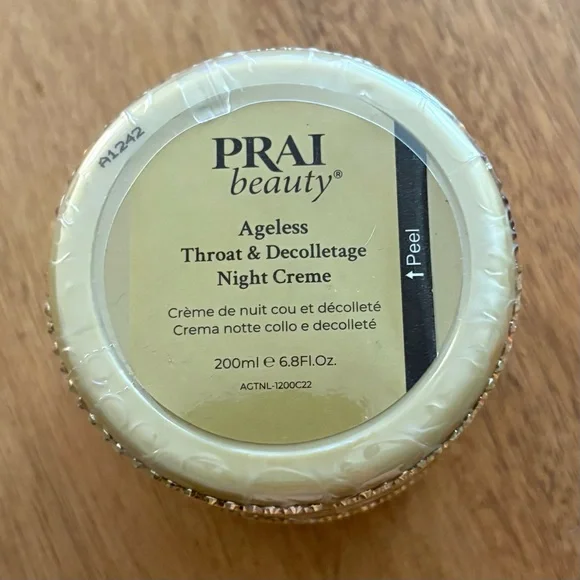 A1242
PRAI
beauty®
Ageless
Throat & Decolletage
Night Creme
Crème de nuit cou et décolleté
Crema notte collo e decolleté
200ml ℮ 6.8Fl.Oz.
AGTNL-1200C22
↑ Peel